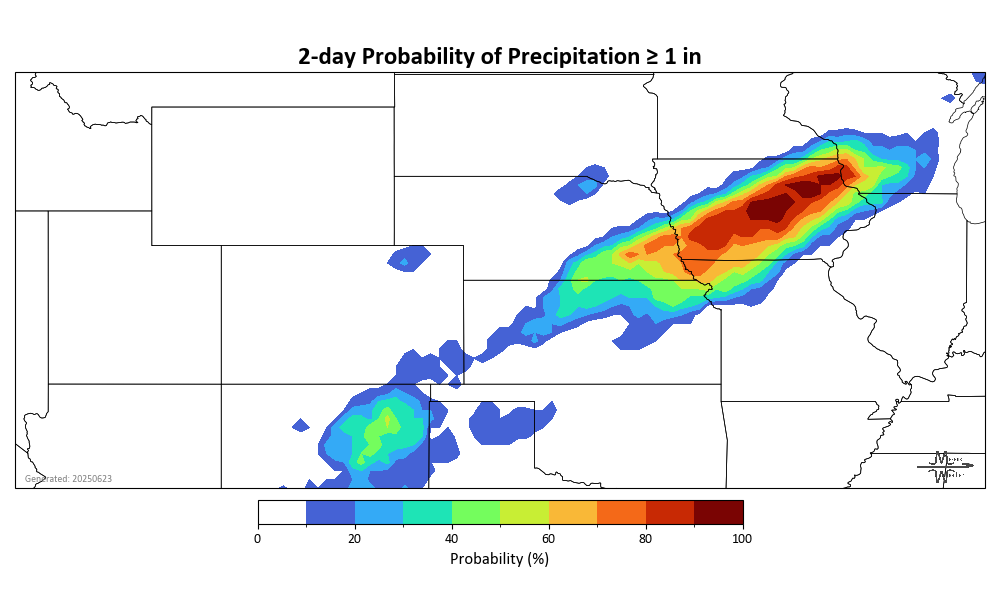 2-day Probability of Precipitation ≥ 1 in
Generated: 20250623
0 20 40 60 80 100
Probability (%)